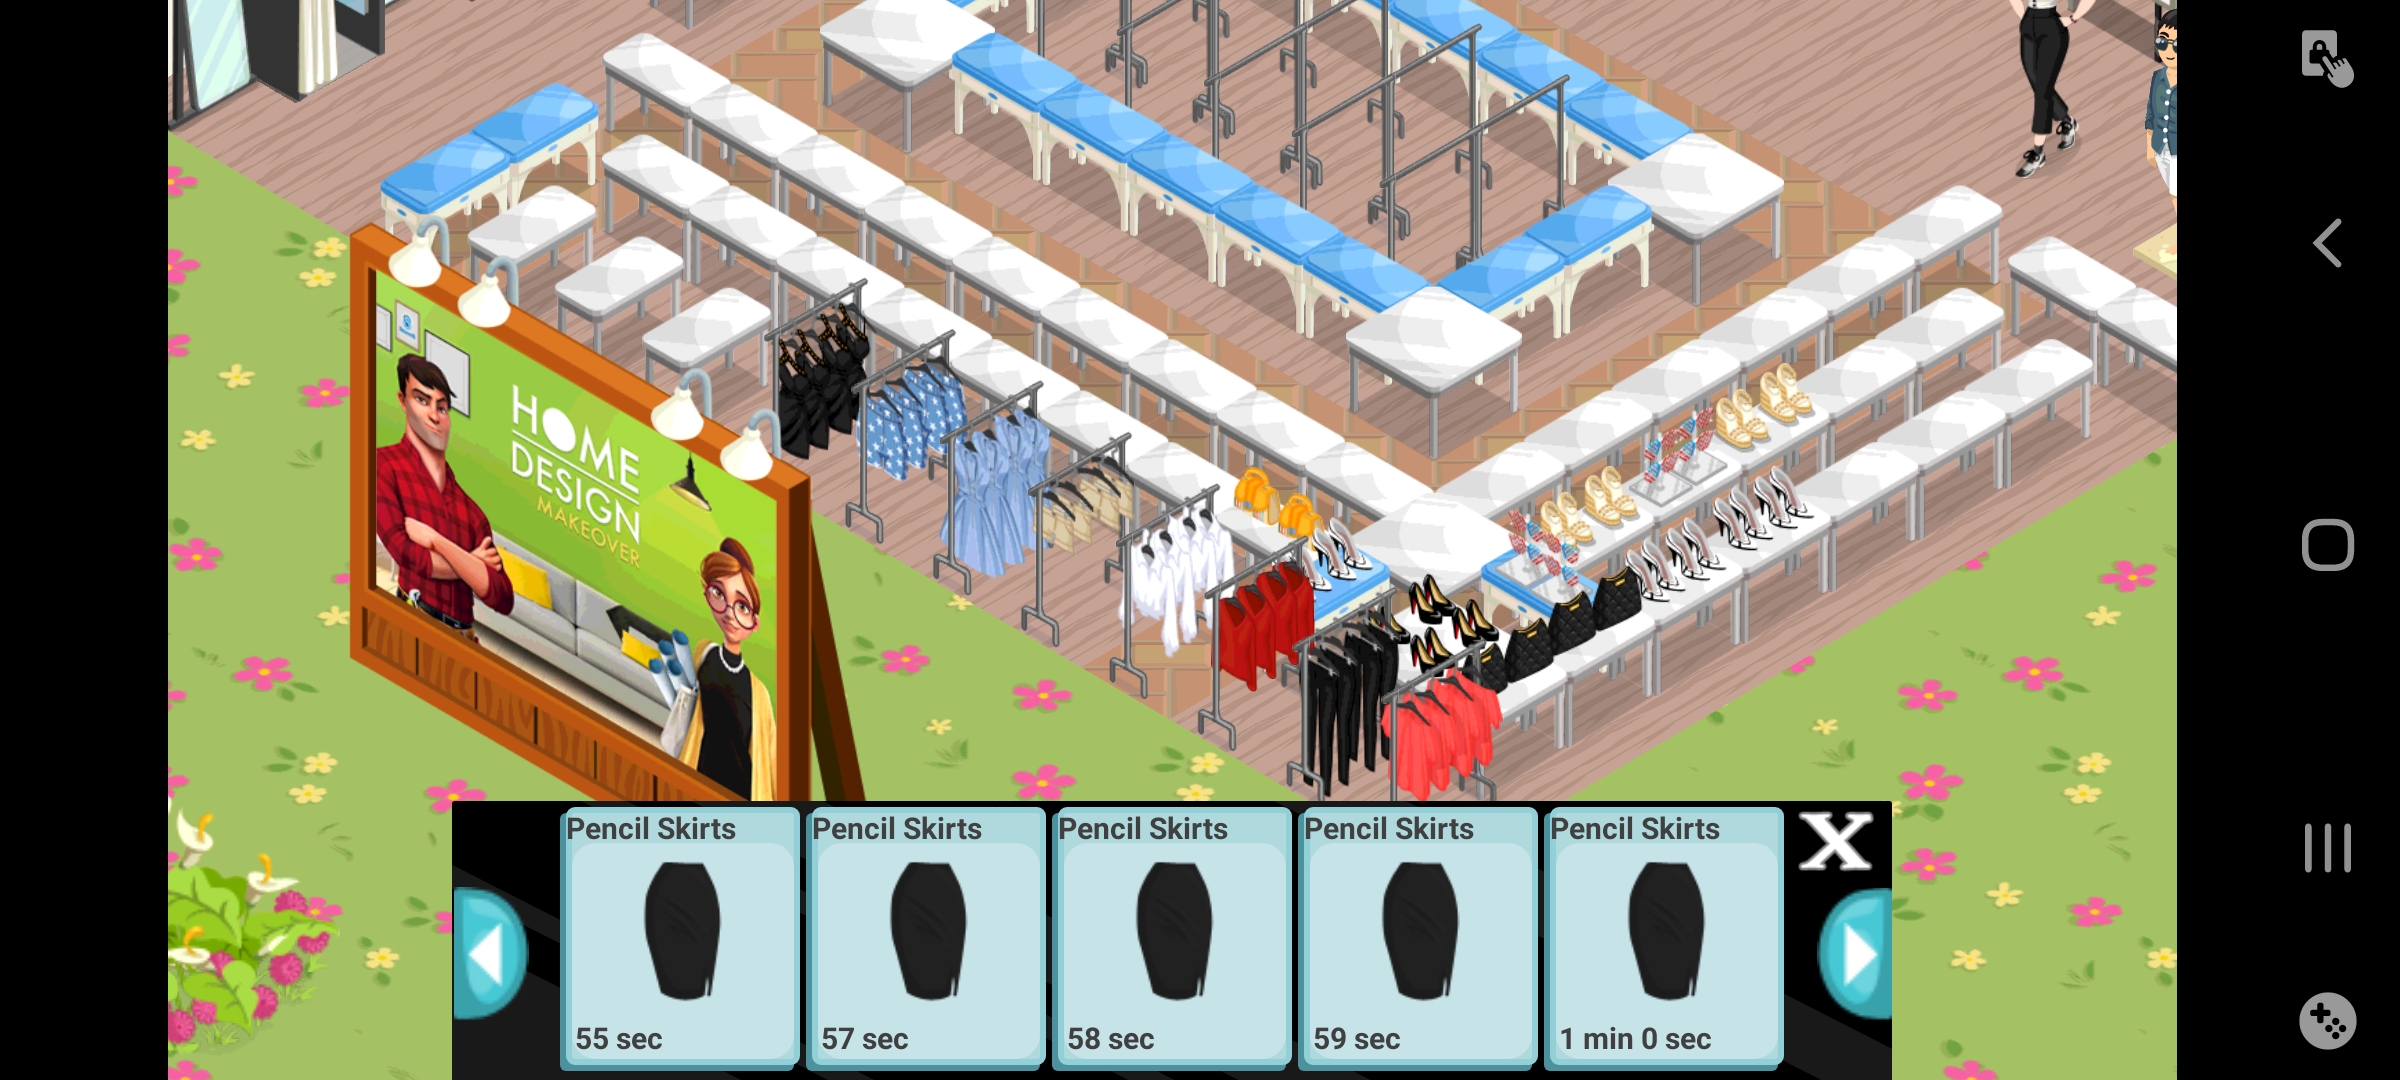 HOME
DESIGN
MAKEOVER
Pencil Skirts
Pencil Skirts
Pencil Skirts
Pencil Skirts
Pencil Skirts
X
55 sec
57 sec
58 sec
59 sec
1 min 0 sec